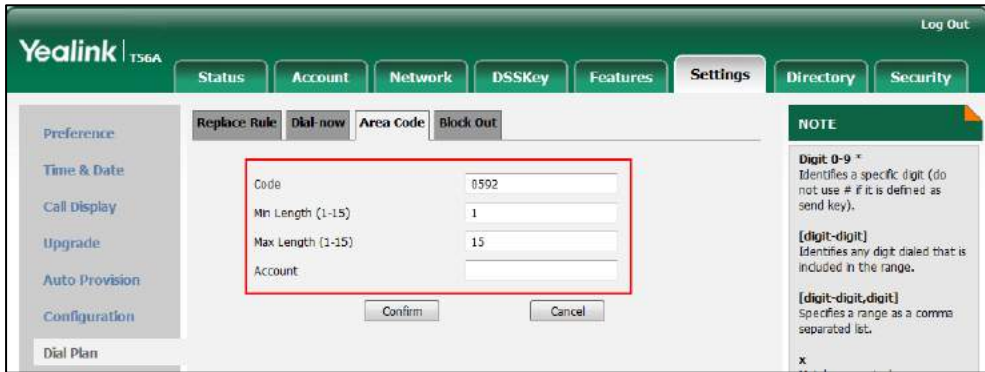 Log Out
Yealink T56A
Status Account Network DSSKey Features Settings Directory Security
Replace Rule Dial-now Area Code Block Out
Preference
Time & Date
Call Display
Upgrade
Auto Provision
Configuration
Dial Plan
Code 0592
Min Length (1-15) 1
Max Length (1-15) 15
Account
Confirm Cancel
NOTE
Digit 0-9 *
Identifies a specific digit (do
not use # if it is defined as
send key).
[digit-digit]
Identifies any digit dialed that is
included in the range.
[digit-digit,digit]
Specifies a range as a comma
separated list.
x